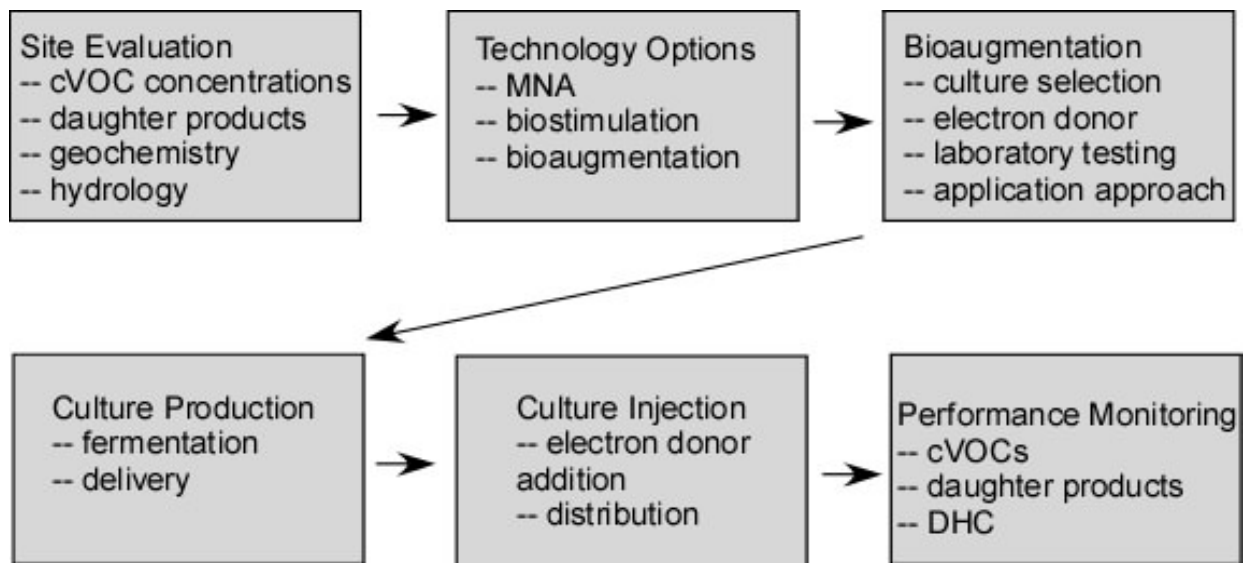 Site Evaluation
-- cVOC concentrations
-- daughter products
-- geochemistry
-- hydrology
Technology Options
-- MNA
-- biostimulation
-- bioaugmentation
Bioaugmentation
-- culture selection
-- electron donor
-- laboratory testing
-- application approach
Culture Production
-- fermentation
-- delivery
Culture Injection
-- electron donor
addition
-- distribution
Performance Monitoring
-- cVOCs
-- daughter products
-- DHC